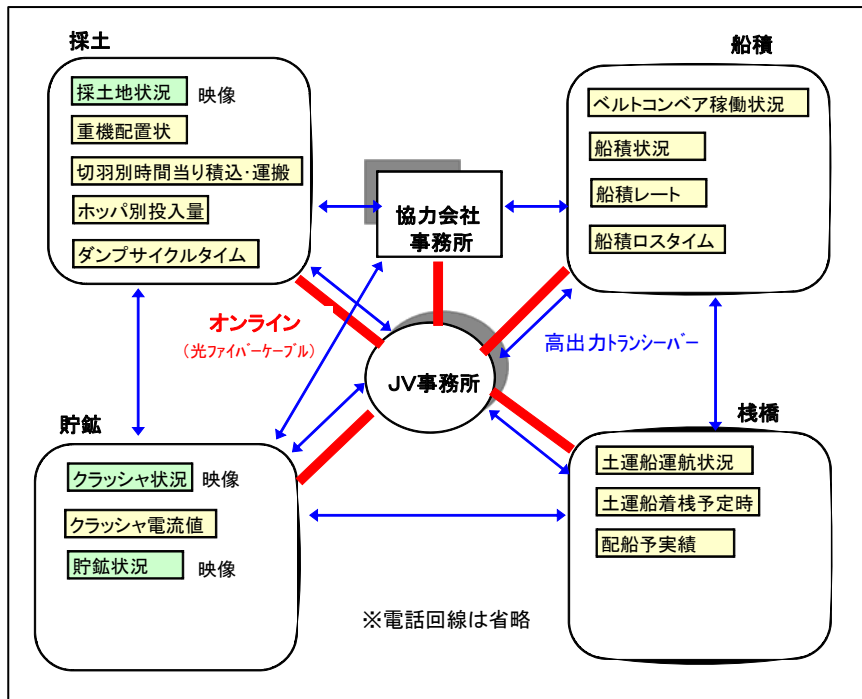 採土
採土地状況 映像
重機配置状
切羽別時間当り積込･運搬
ホッパ別投入量
ダンプサイクルタイム
船積
ベルトコンベア稼働状況
船積状況
船積レート
船積ロスタイム
協力会社
事務所
オンライン
(光ファイバーケーブル)
高出力トランシーバー
JV事務所
貯鉱
クラッシャ状況 映像
クラッシャ電流値
貯鉱状況 映像
桟橋
土運船運航状況
土運船着桟予定時
配船予実績
※電話回線は省略